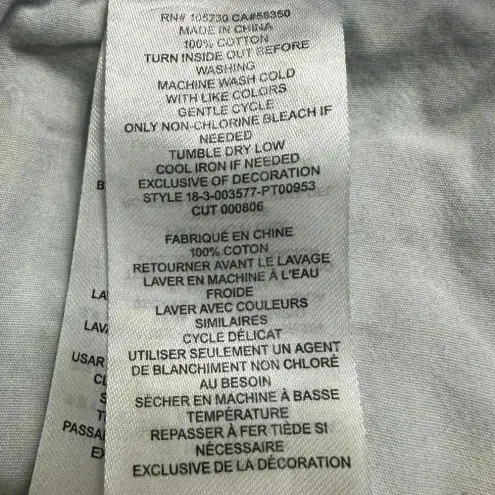 RN# 105230 CA#58350
MADE IN CHINA
100% COTTON
TURN INSIDE OUT BEFORE
WASHING
MACHINE WASH COLD
WITH LIKE COLORS
GENTLE CYCLE
ONLY NON-CHLORINE BLEACH IF
NEEDED
TUMBLE DRY LOW
COOL IRON IF NEEDED
EXCLUSIVE OF DECORATION
STYLE 18-3-003577-PT00953
CUT 000806
FABRIQUÉ EN CHINE
100% COTON
RETOURNER AVANT LE LAVAGE
LAVER EN MACHINE À L'EAU
FROIDE
LAVER AVEC COULEURS
SIMILAIRES
CYCLE DÉLICAT
UTILISER SEULEMENT UN AGENT
DE BLANCHIMENT NON CHLORÉ
AU BESOIN
SÉCHER EN MACHINE À BASSE
TEMPÉRATURE
REPASSER À FER TIÈDE SI
NÉCESSAIRE
EXCLUSIVE DE LA DÉCORATION
USAR